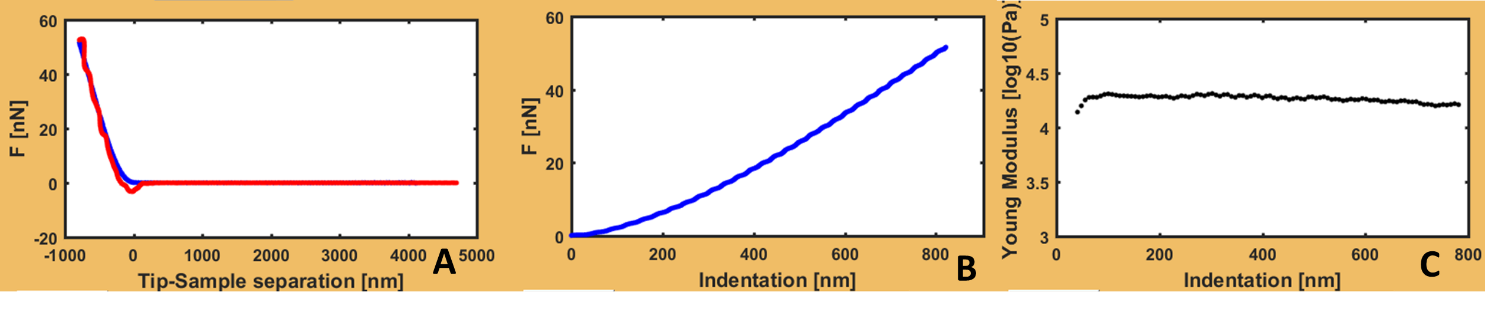 60
40
20
0
-20
F [nN]
-1000 0 1000 2000 3000 4000 5000
Tip-Sample separation [nm]
A
60
40
20
0
F [nN]
0 200 400 600 800
Indentation [nm]
B
5
4.5
4
3.5
3
Young Modulus [log10(Pa)]
0 200 400 600 800
Indentation [nm]
C